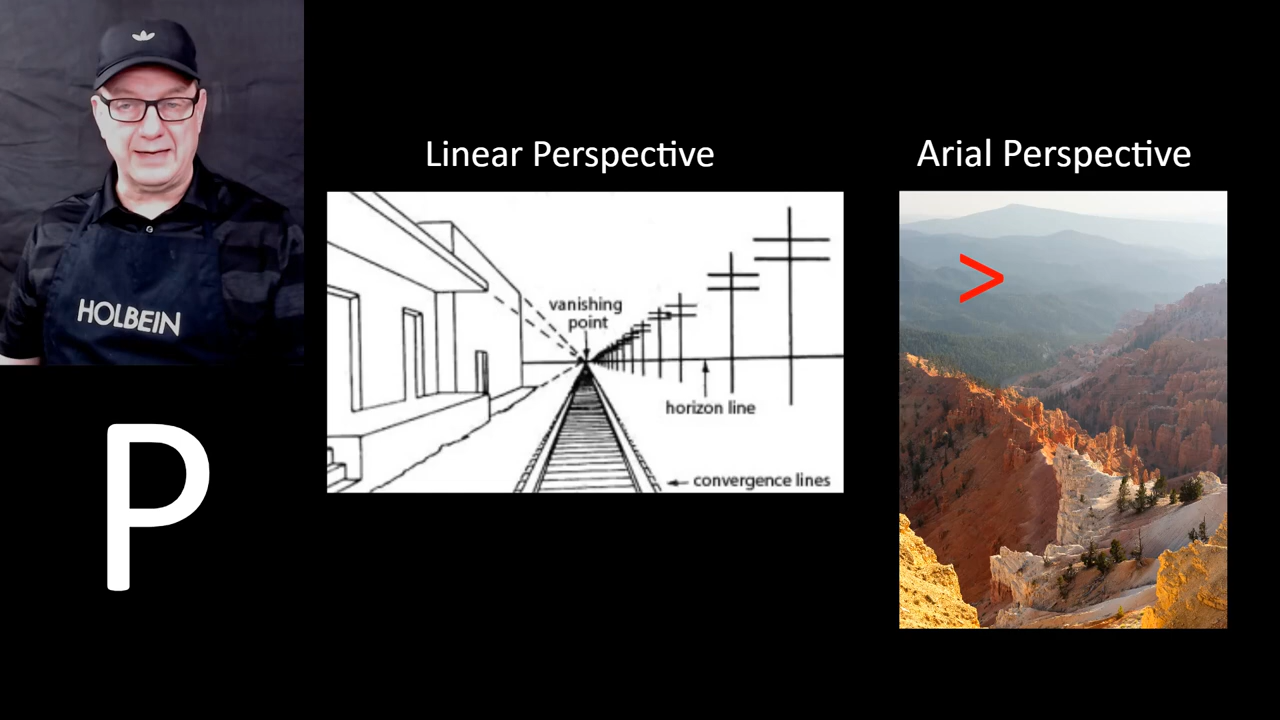 Linear Perspective
Arial Perspective
vanishing
point
>
horizon line
HOLBEIN
convergence lines
P